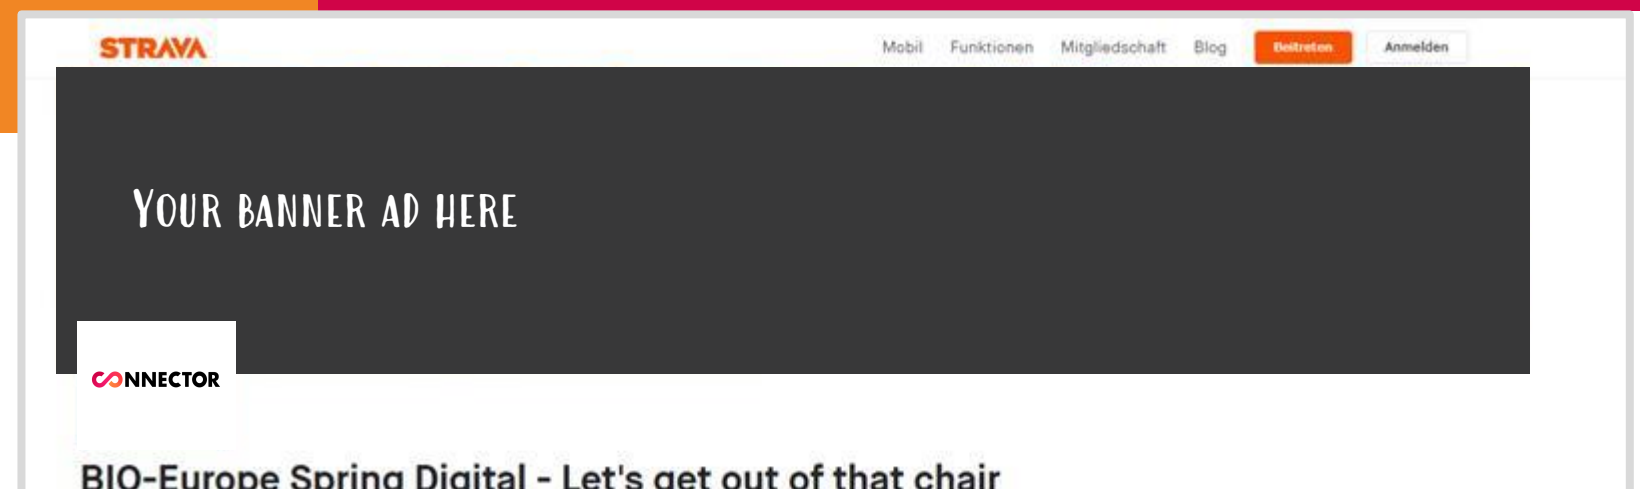 STRAVA
Mobil Funktionen Mitgliedschaft Blog Beitreten Anmelden
YOUR BANNER AD HERE
CONNECTOR
BIO-Europe Spring Digital - Let's get out of that chair